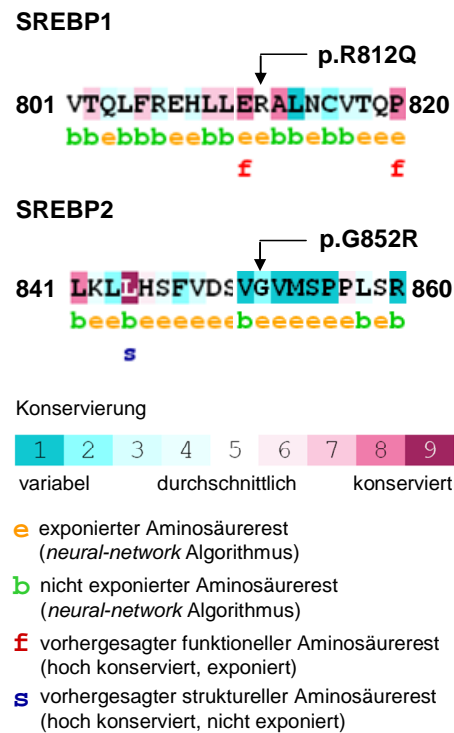 SREBP1
p.R812Q
801 VTQLFREHLLERALNCVTQP 820
bbebbbeebbeeebebbeee
f f
SREBP2
p.G852R
841 LKLLHSFVDSVGVMSPPLSR 860
beebeeeeeebeeeeeebeb
s
Konservierung
1 2 3 4 5 6 7 8 9
variabel durchschnittlich konserviert
e exponierter Aminosäurerest
(neural-network Algorithmus)
b nicht exponierter Aminosäurerest
(neural-network Algorithmus)
f vorhergesagter funktioneller Aminosäurerest
(hoch konserviert, exponiert)
s vorhergesagter struktureller Aminosäurerest
(hoch konserviert, nicht exponiert)